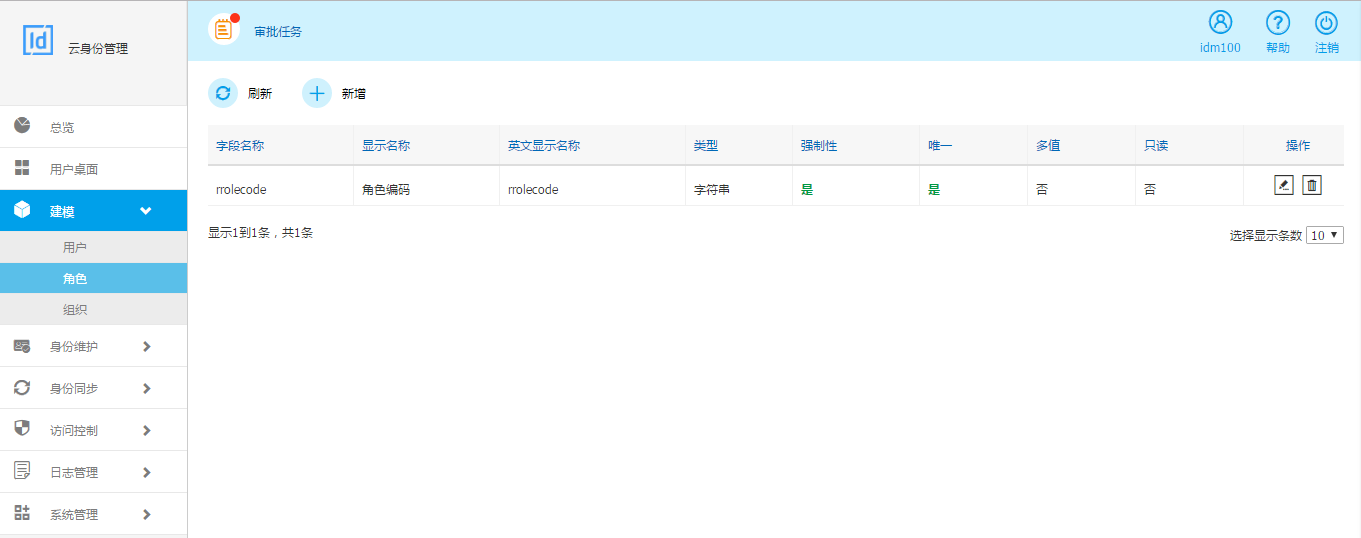 Id
云身份管理
审批任务
idm100
帮助
注销
总览
用户桌面
建模
用户
角色
组织
身份维护
身份同步
访问控制
日志管理
系统管理
刷新
新增
字段名称 显示名称 英文显示名称 类型 强制性 唯一 多值 只读 操作
rrolecode 角色编码 rrolecode 字符串 是 是 否 否
显示1到1条，共1条
选择显示条数 10